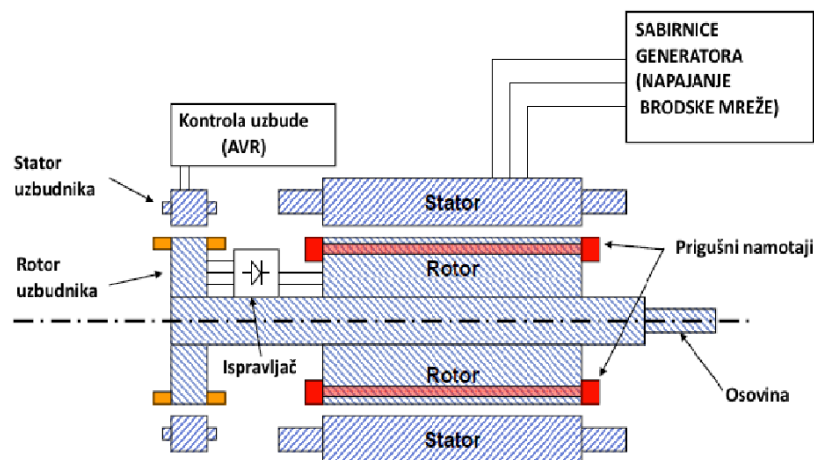 SABIRNICE
GENERATORA
(NAPAJANJE
BRODSKE MREŽE)
Kontrola uzbude
(AVR)
Stator
uzbudnika
Stator
Rotor
uzbudnika
Rotor
Prigušni namotaji
Ispravljač
Rotor
Osovina
Stator